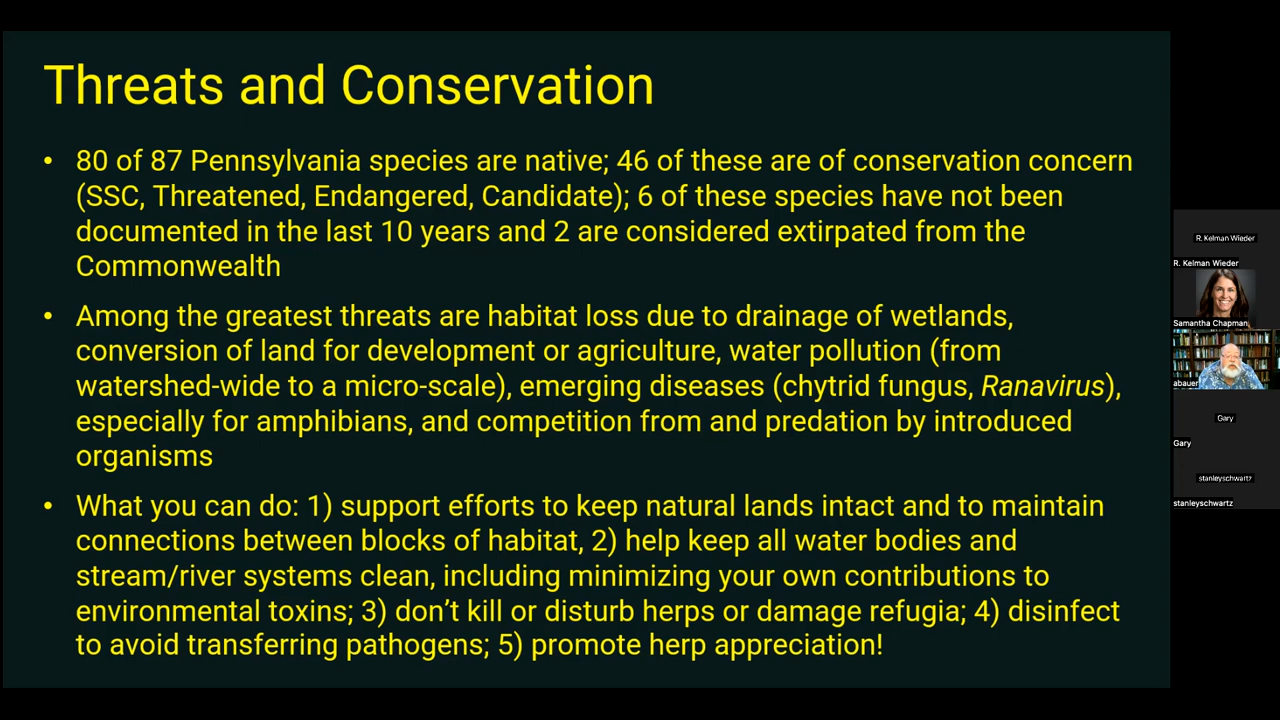 Threats and Conservation
• 80 of 87 Pennsylvania species are native; 46 of these are of conservation concern
(SSC, Threatened, Endangered, Candidate); 6 of these species have not been
documented in the last 10 years and 2 are considered extirpated from the
Commonwealth
• Among the greatest threats are habitat loss due to drainage of wetlands,
conversion of land for development or agriculture, water pollution (from
watershed-wide to a micro-scale), emerging diseases (chytrid fungus, Ranavirus),
especially for amphibians, and competition from and predation by introduced
organisms
• What you can do: 1) support efforts to keep natural lands intact and to maintain
connections between blocks of habitat, 2) help keep all water bodies and
stream/river systems clean, including minimizing your own contributions to
environmental toxins; 3) don’t kill or disturb herps or damage refugia; 4) disinfect
to avoid transferring pathogens; 5) promote herp appreciation!
R. Kelman Wieder
R. Kelman Wieder
Samantha Chapman
abauer
Gary
Gary
stanleyschwartz
stanleyschwartz